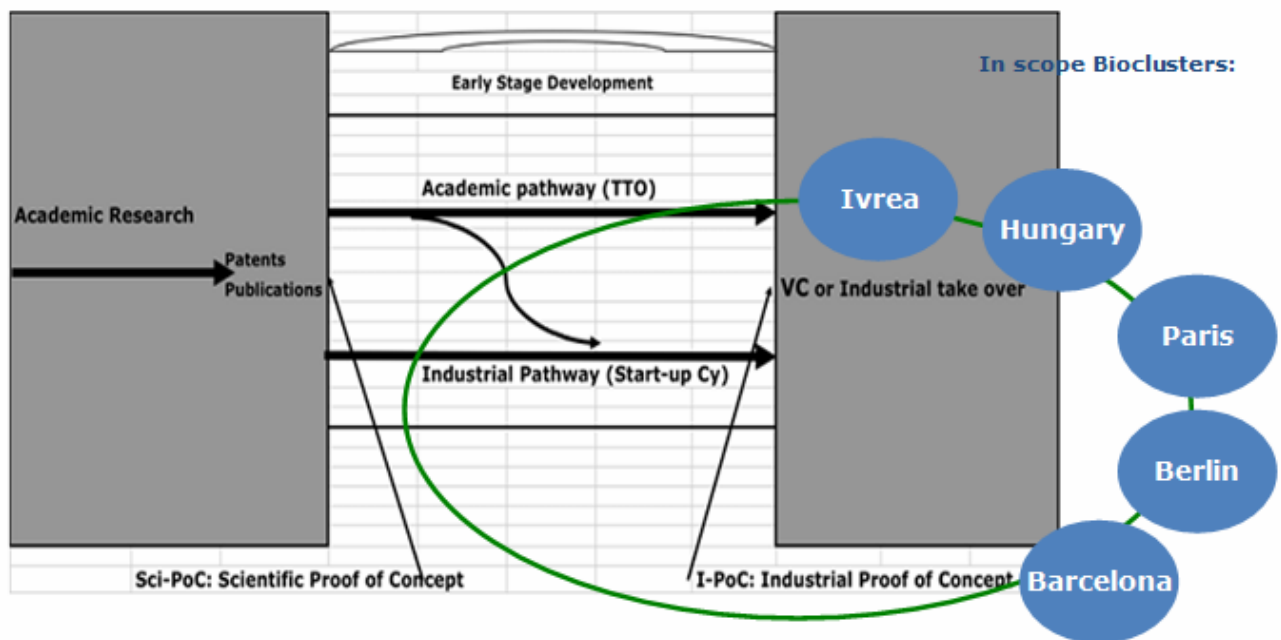 In scope Bioclusters:
Early Stage Development
Academic pathway (TTO)
Ivrea
Hungary
Academic Research
Patents
Publications
VC or Industrial take over
Paris
Industrial Pathway (Start-up Cy)
Berlin
Sci-PoC: Scientific Proof of Concept
I-PoC: Industrial Proof of Concept
Barcelona